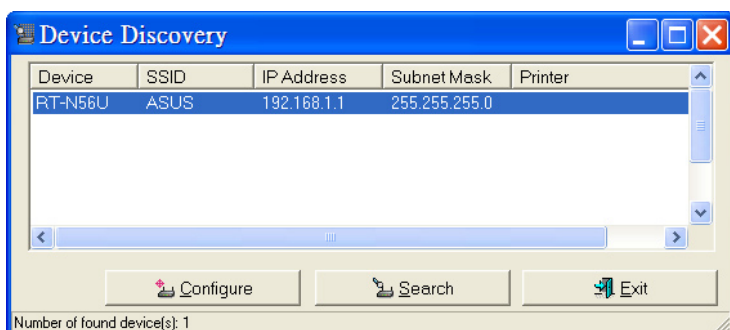 Device Discovery
Device SSID IP Address Subnet Mask Printer
RT-N56U ASUS 192.168.1.1 255.255.255.0
Configure Search Exit
Number of found device(s): 1